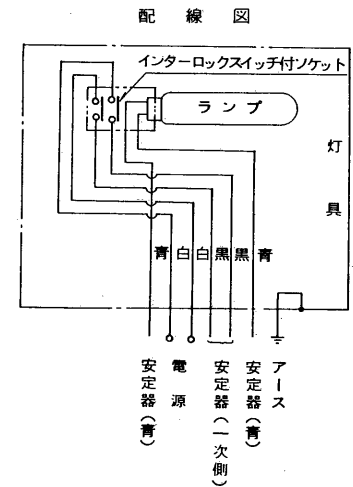 配線図
インターロックスイッチ付ソケット
ランプ
灯具
青 白 白 黒 黒 青
安定器(青)
電源
安定器(一次側)
安定器(青)
アース